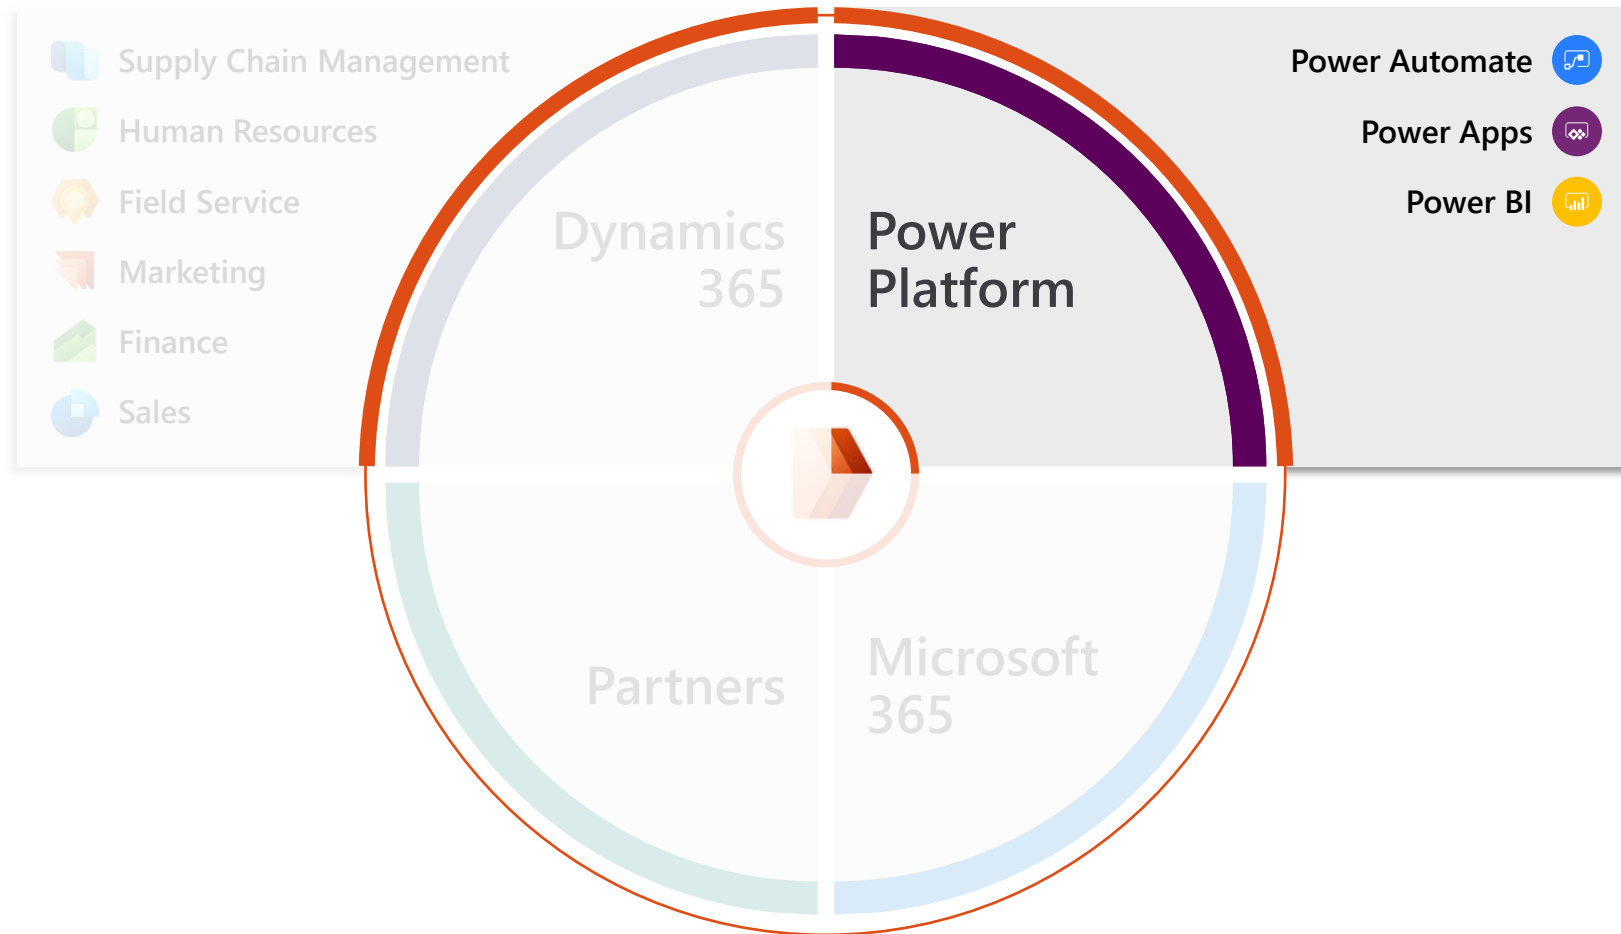 Supply Chain Management
Human Resources
Field Service
Marketing
Finance
Sales
Dynamics
365
Power
Platform
Power Automate
Power Apps
Power BI
Partners
Microsoft
365